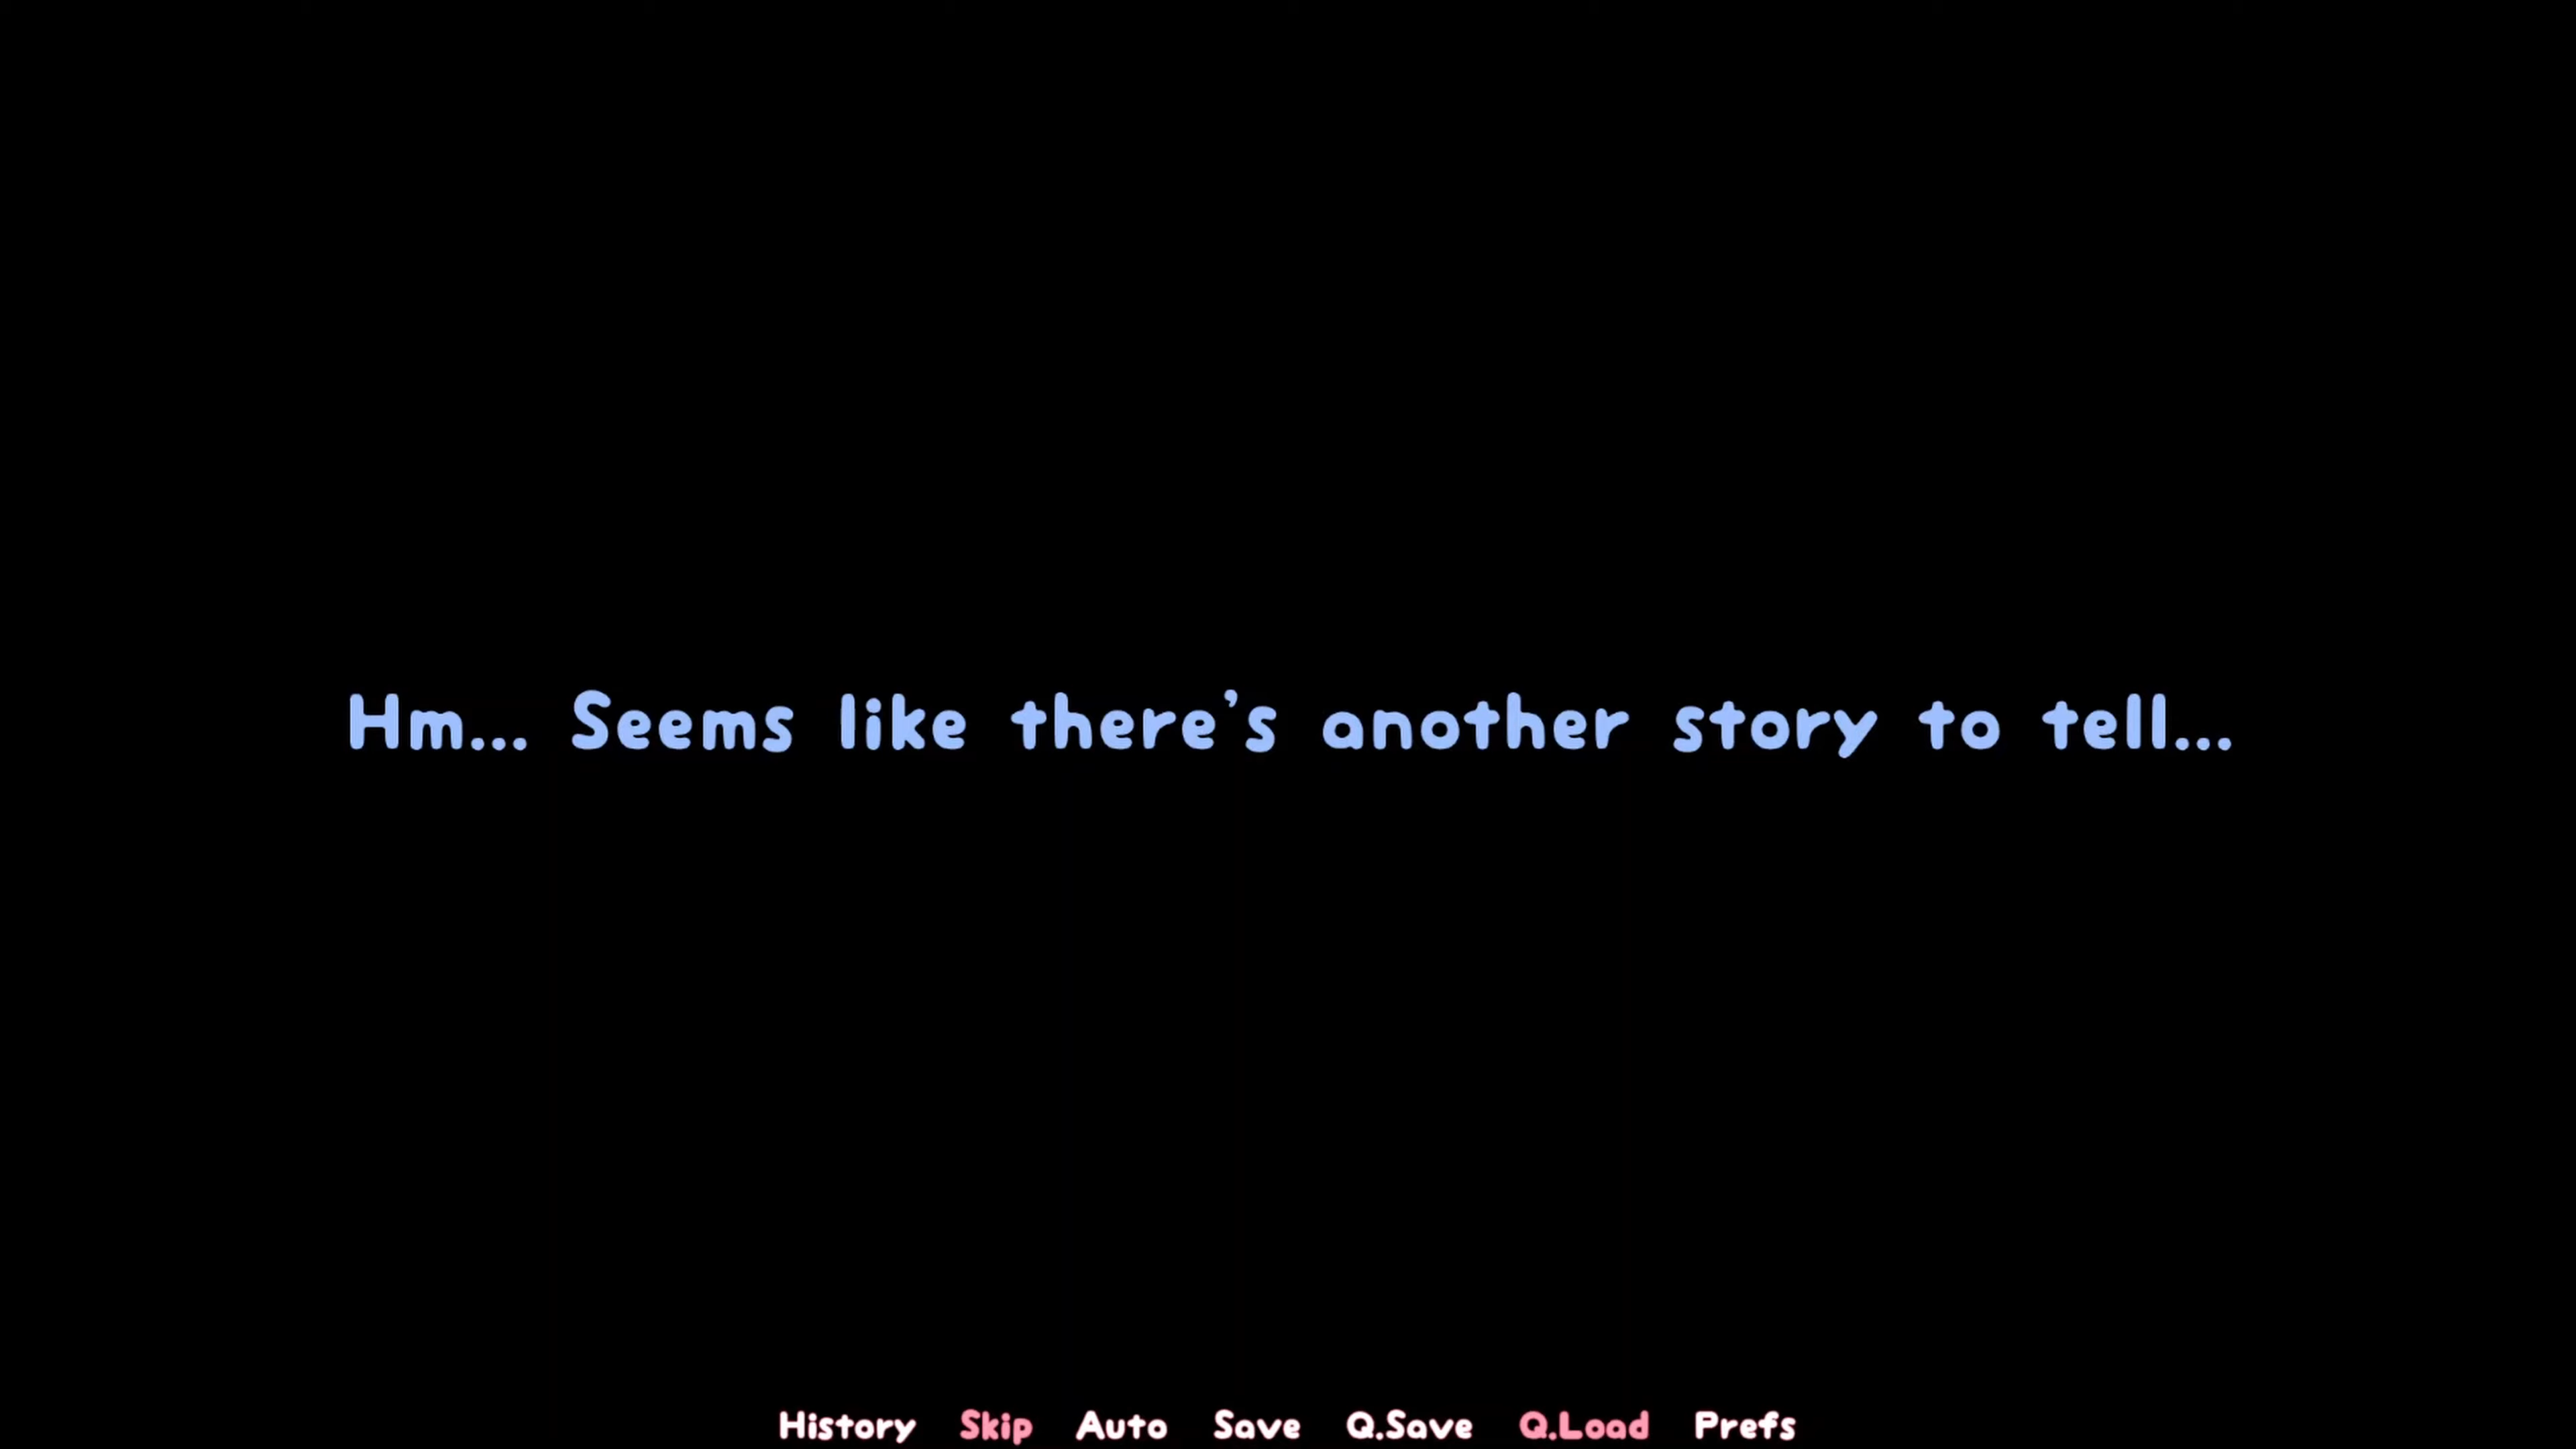 Hm... Seems like there's another story to tell...
History Skip Auto Save Q.Save Q.Load Prefs